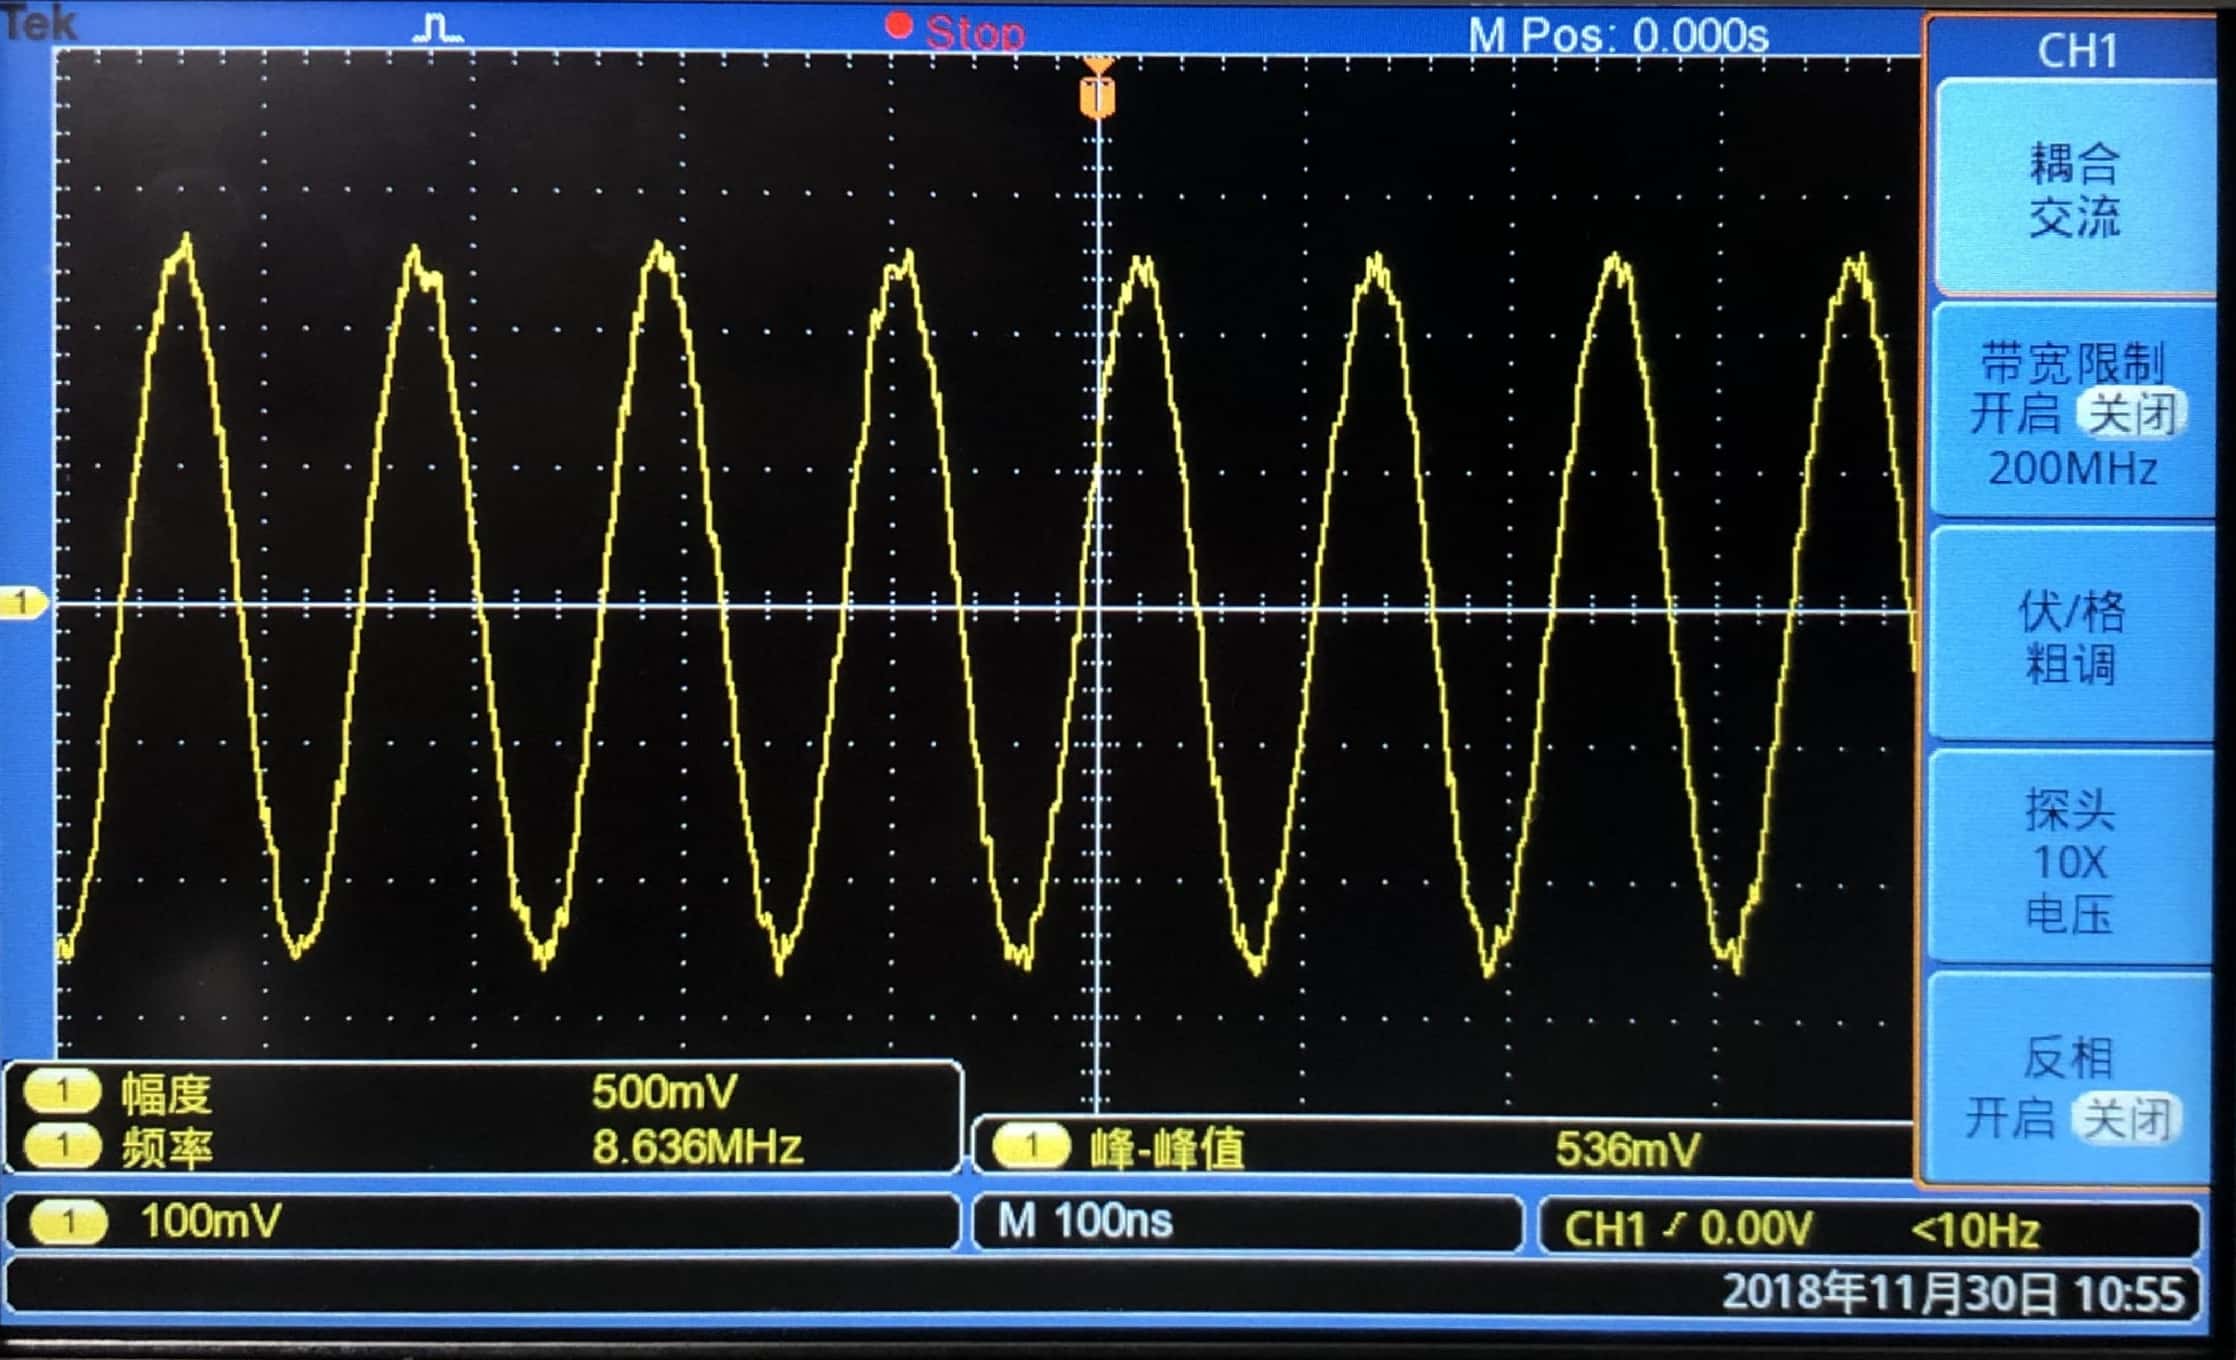 Tek
Stop
M Pos: 0.000s
T
CH1
耦合
交流
带宽限制
开启 关闭
200MHz
伏/格
粗调
探头
10X
电压
反相
开启 关闭
1
1 幅度 500mV
1 频率 8.636MHz
1 峰-峰值 536mV
1 100mV
M 100ns
CH1 0.00V <10Hz
2018年11月30日 10:55